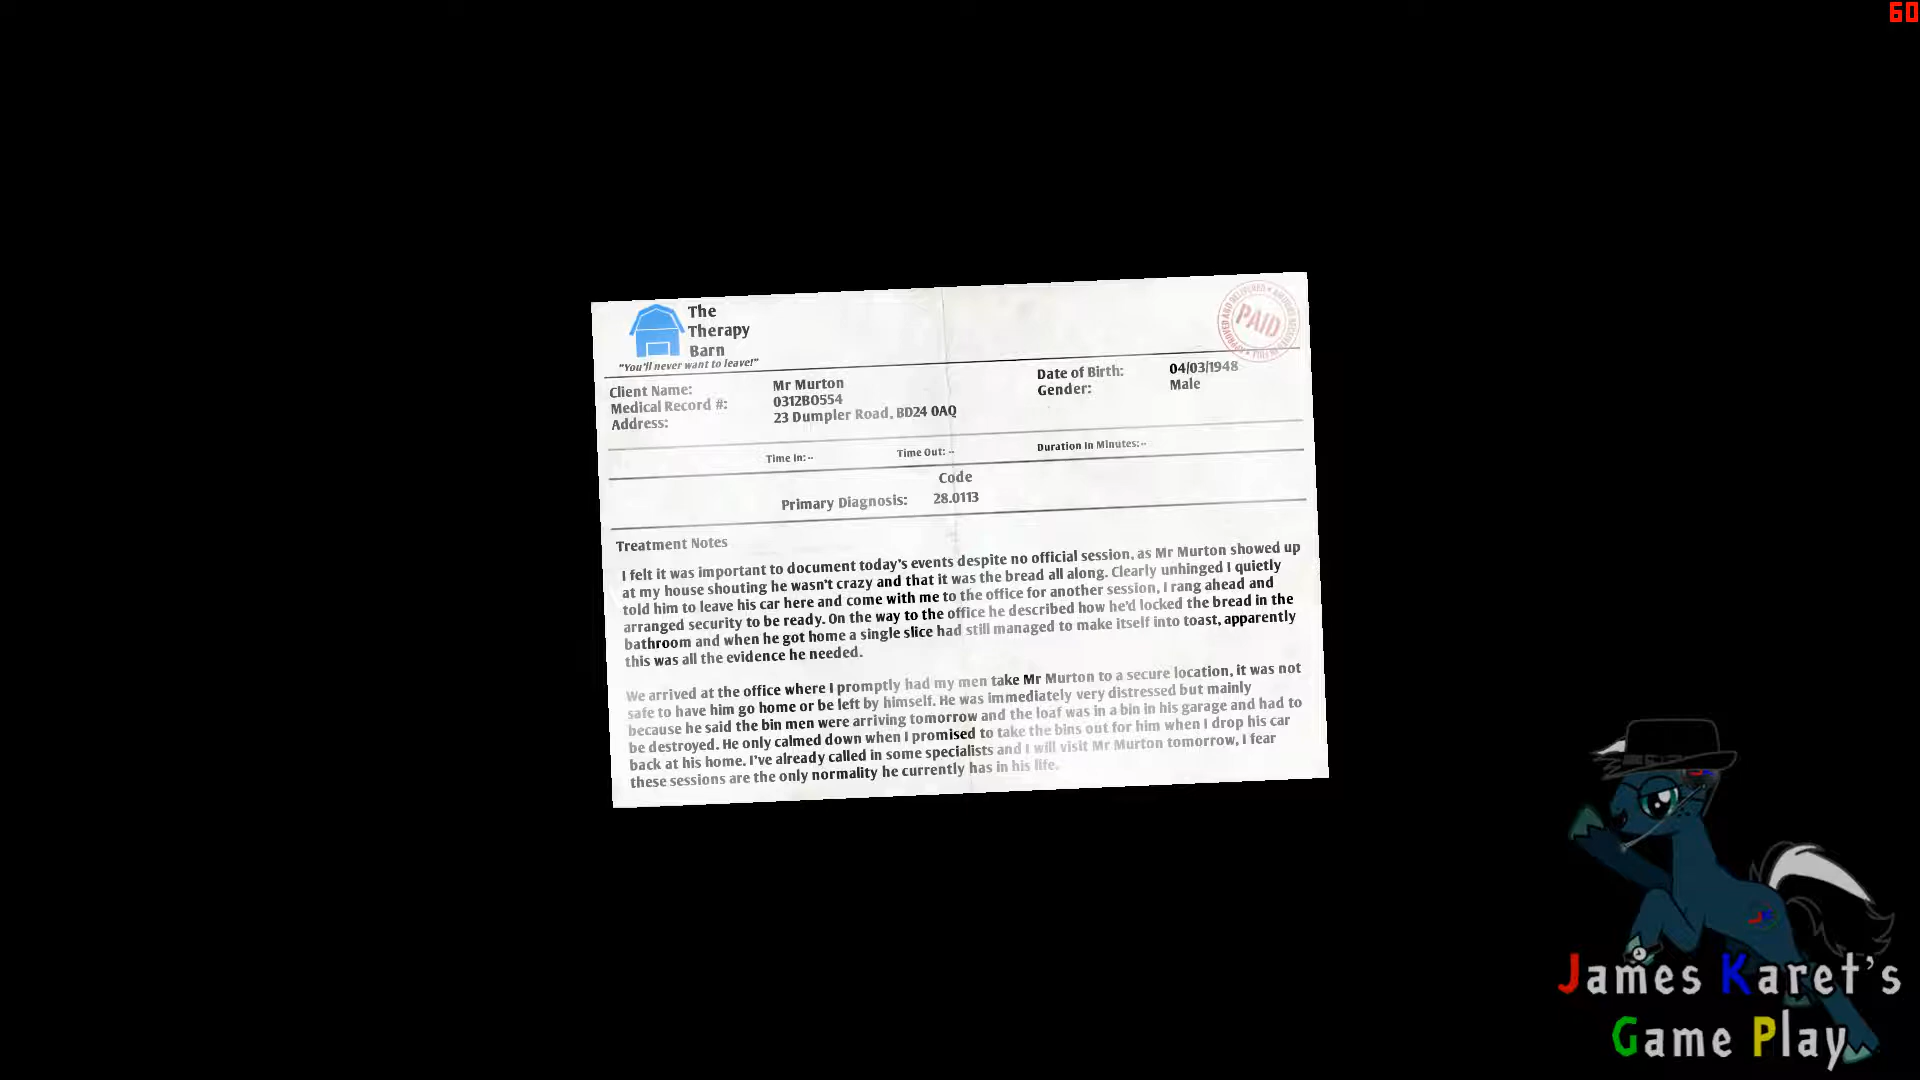 60
The
Therapy
Barn
"You'll never want to leave!"
PAID
Client Name: Mr Murton
Medical Record #: 0312B0554
Address: 23 Dumpler Road, BD24 0AQ
Date of Birth: 04/03/1948
Gender: Male
Time In: -- Time Out: -- Duration In Minutes: --
Code
Primary Diagnosis: 28.0113
Treatment Notes
I felt it was important to document today's events despite no official session, as Mr Murton showed up
at my house shouting he wasn't crazy and that it was the bread all along. Clearly unhinged I quietly
told him to leave his car here and come with me to the office for another session, I rang ahead and
arranged security to be ready. On the way to the office he described how he'd locked the bread in the
bathroom and when he got home a single slice had still managed to make itself into toast, apparently
this was all the evidence he needed.
We arrived at the office where I promptly had my men take Mr Murton to a secure location, it was not
safe to have him go home or be left by himself. He was immediately very distressed but mainly
because he said the bin men were arriving tomorrow and the loaf was in a bin in his garage and had to
be destroyed. He only calmed down when I promised to take the bins out for him when I drop his car
back at his home. I've already called in some specialists and I will visit Mr Murton tomorrow, I fear
these sessions are the only normality he currently has in his life.
James Karet's
Game Play